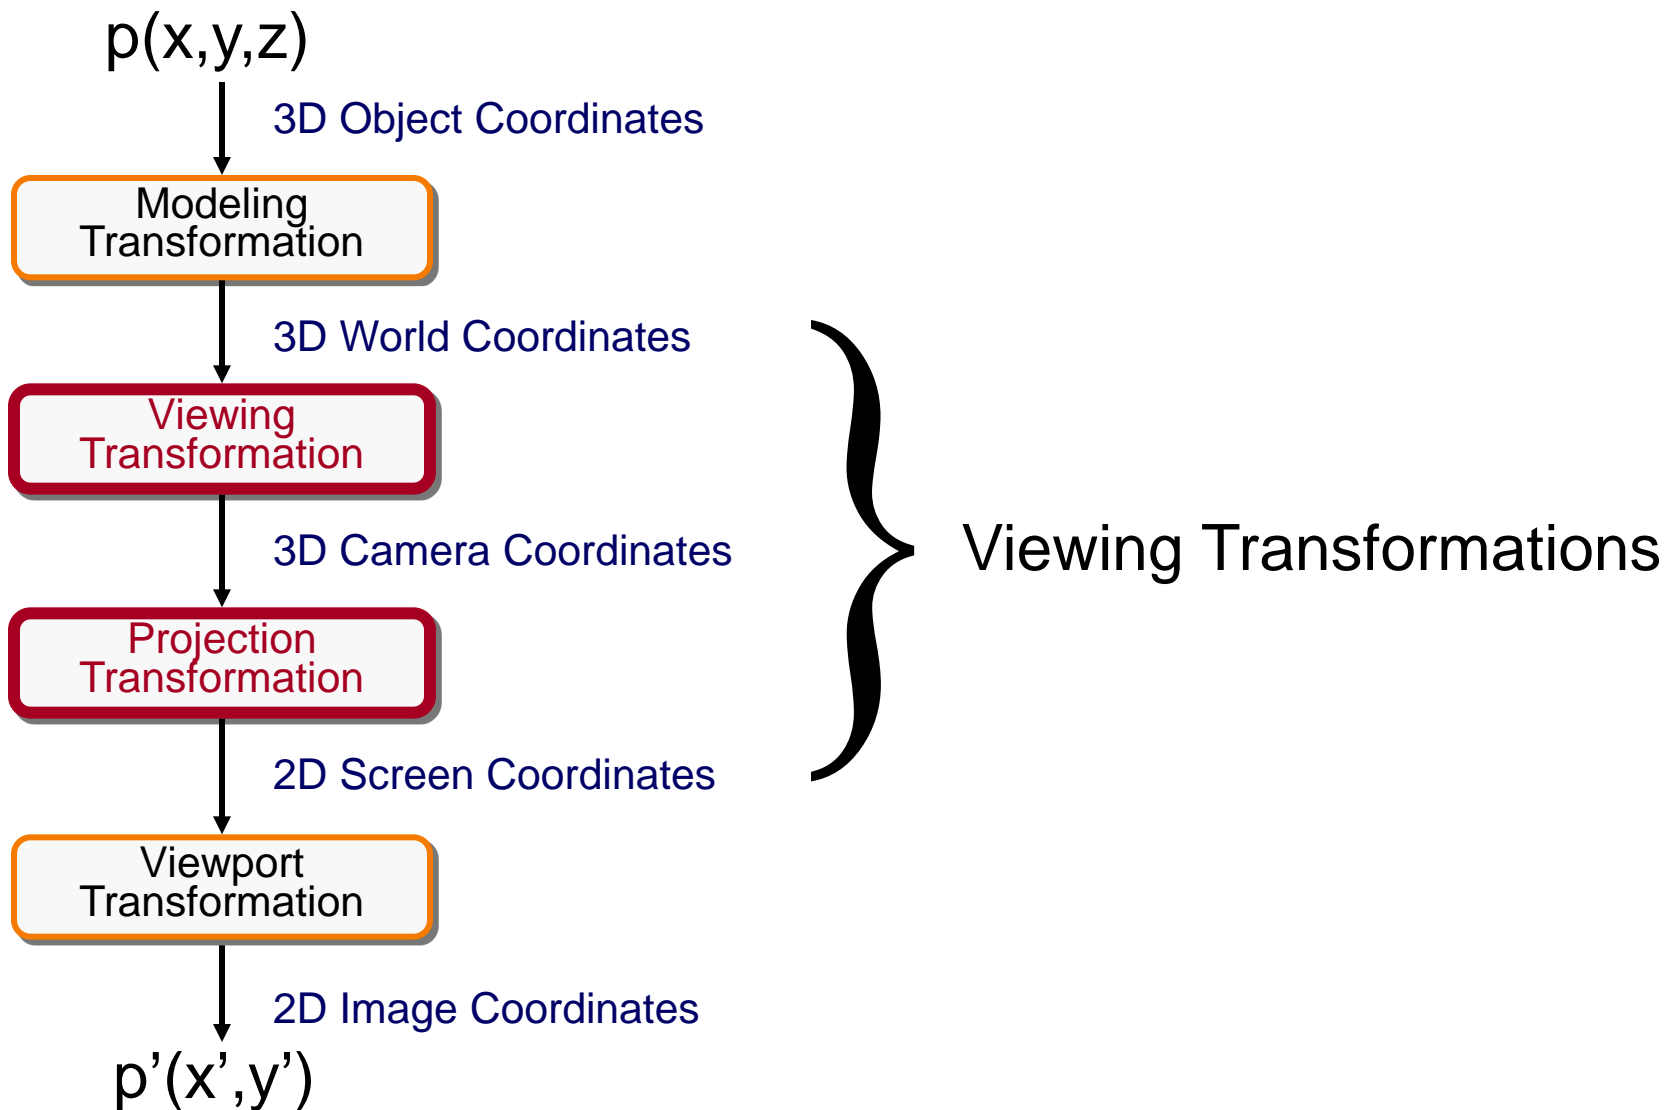 p(x,y,z)
3D Object Coordinates
Modeling
Transformation
3D World Coordinates
Viewing
Transformation
3D Camera Coordinates
Viewing Transformations
Projection
Transformation
2D Screen Coordinates
Viewport
Transformation
2D Image Coordinates
p’(x’,y’)